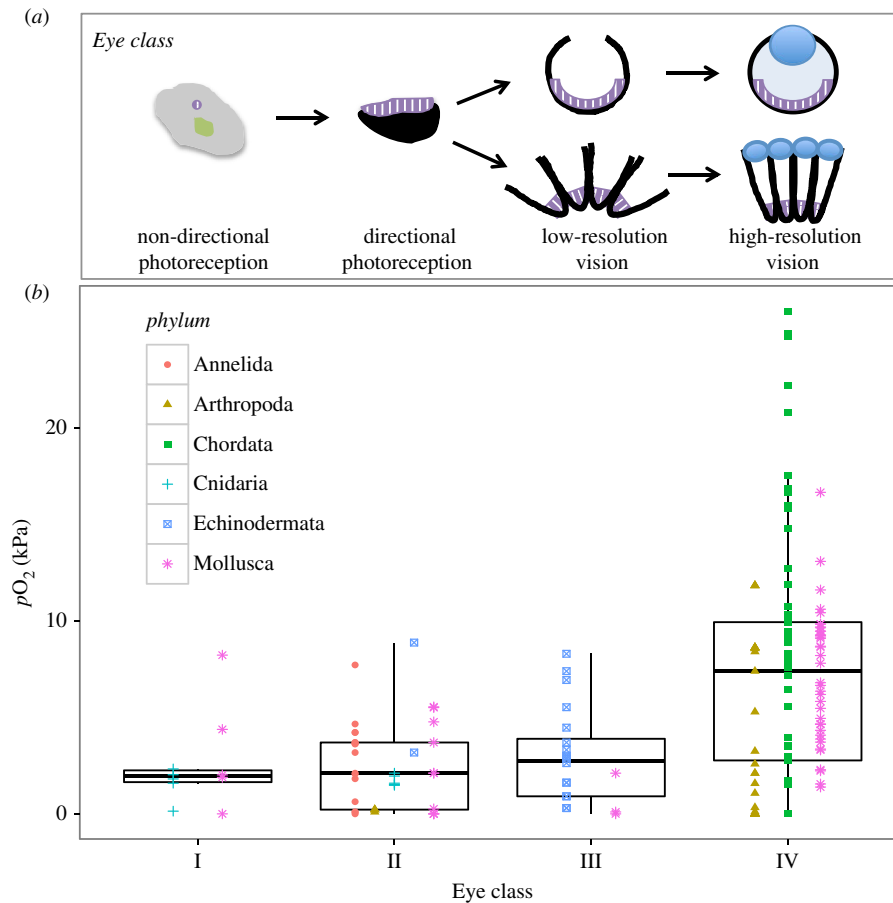 (a)
Eye class
non-directional
photoreception
directional
photoreception
low-resolution
vision
high-resolution
vision
(b)
phylum
Annelida
Arthropoda
Chordata
Cnidaria
Echinodermata
Mollusca
pO2 (kPa)
20
10
0
I II III IV
Eye class